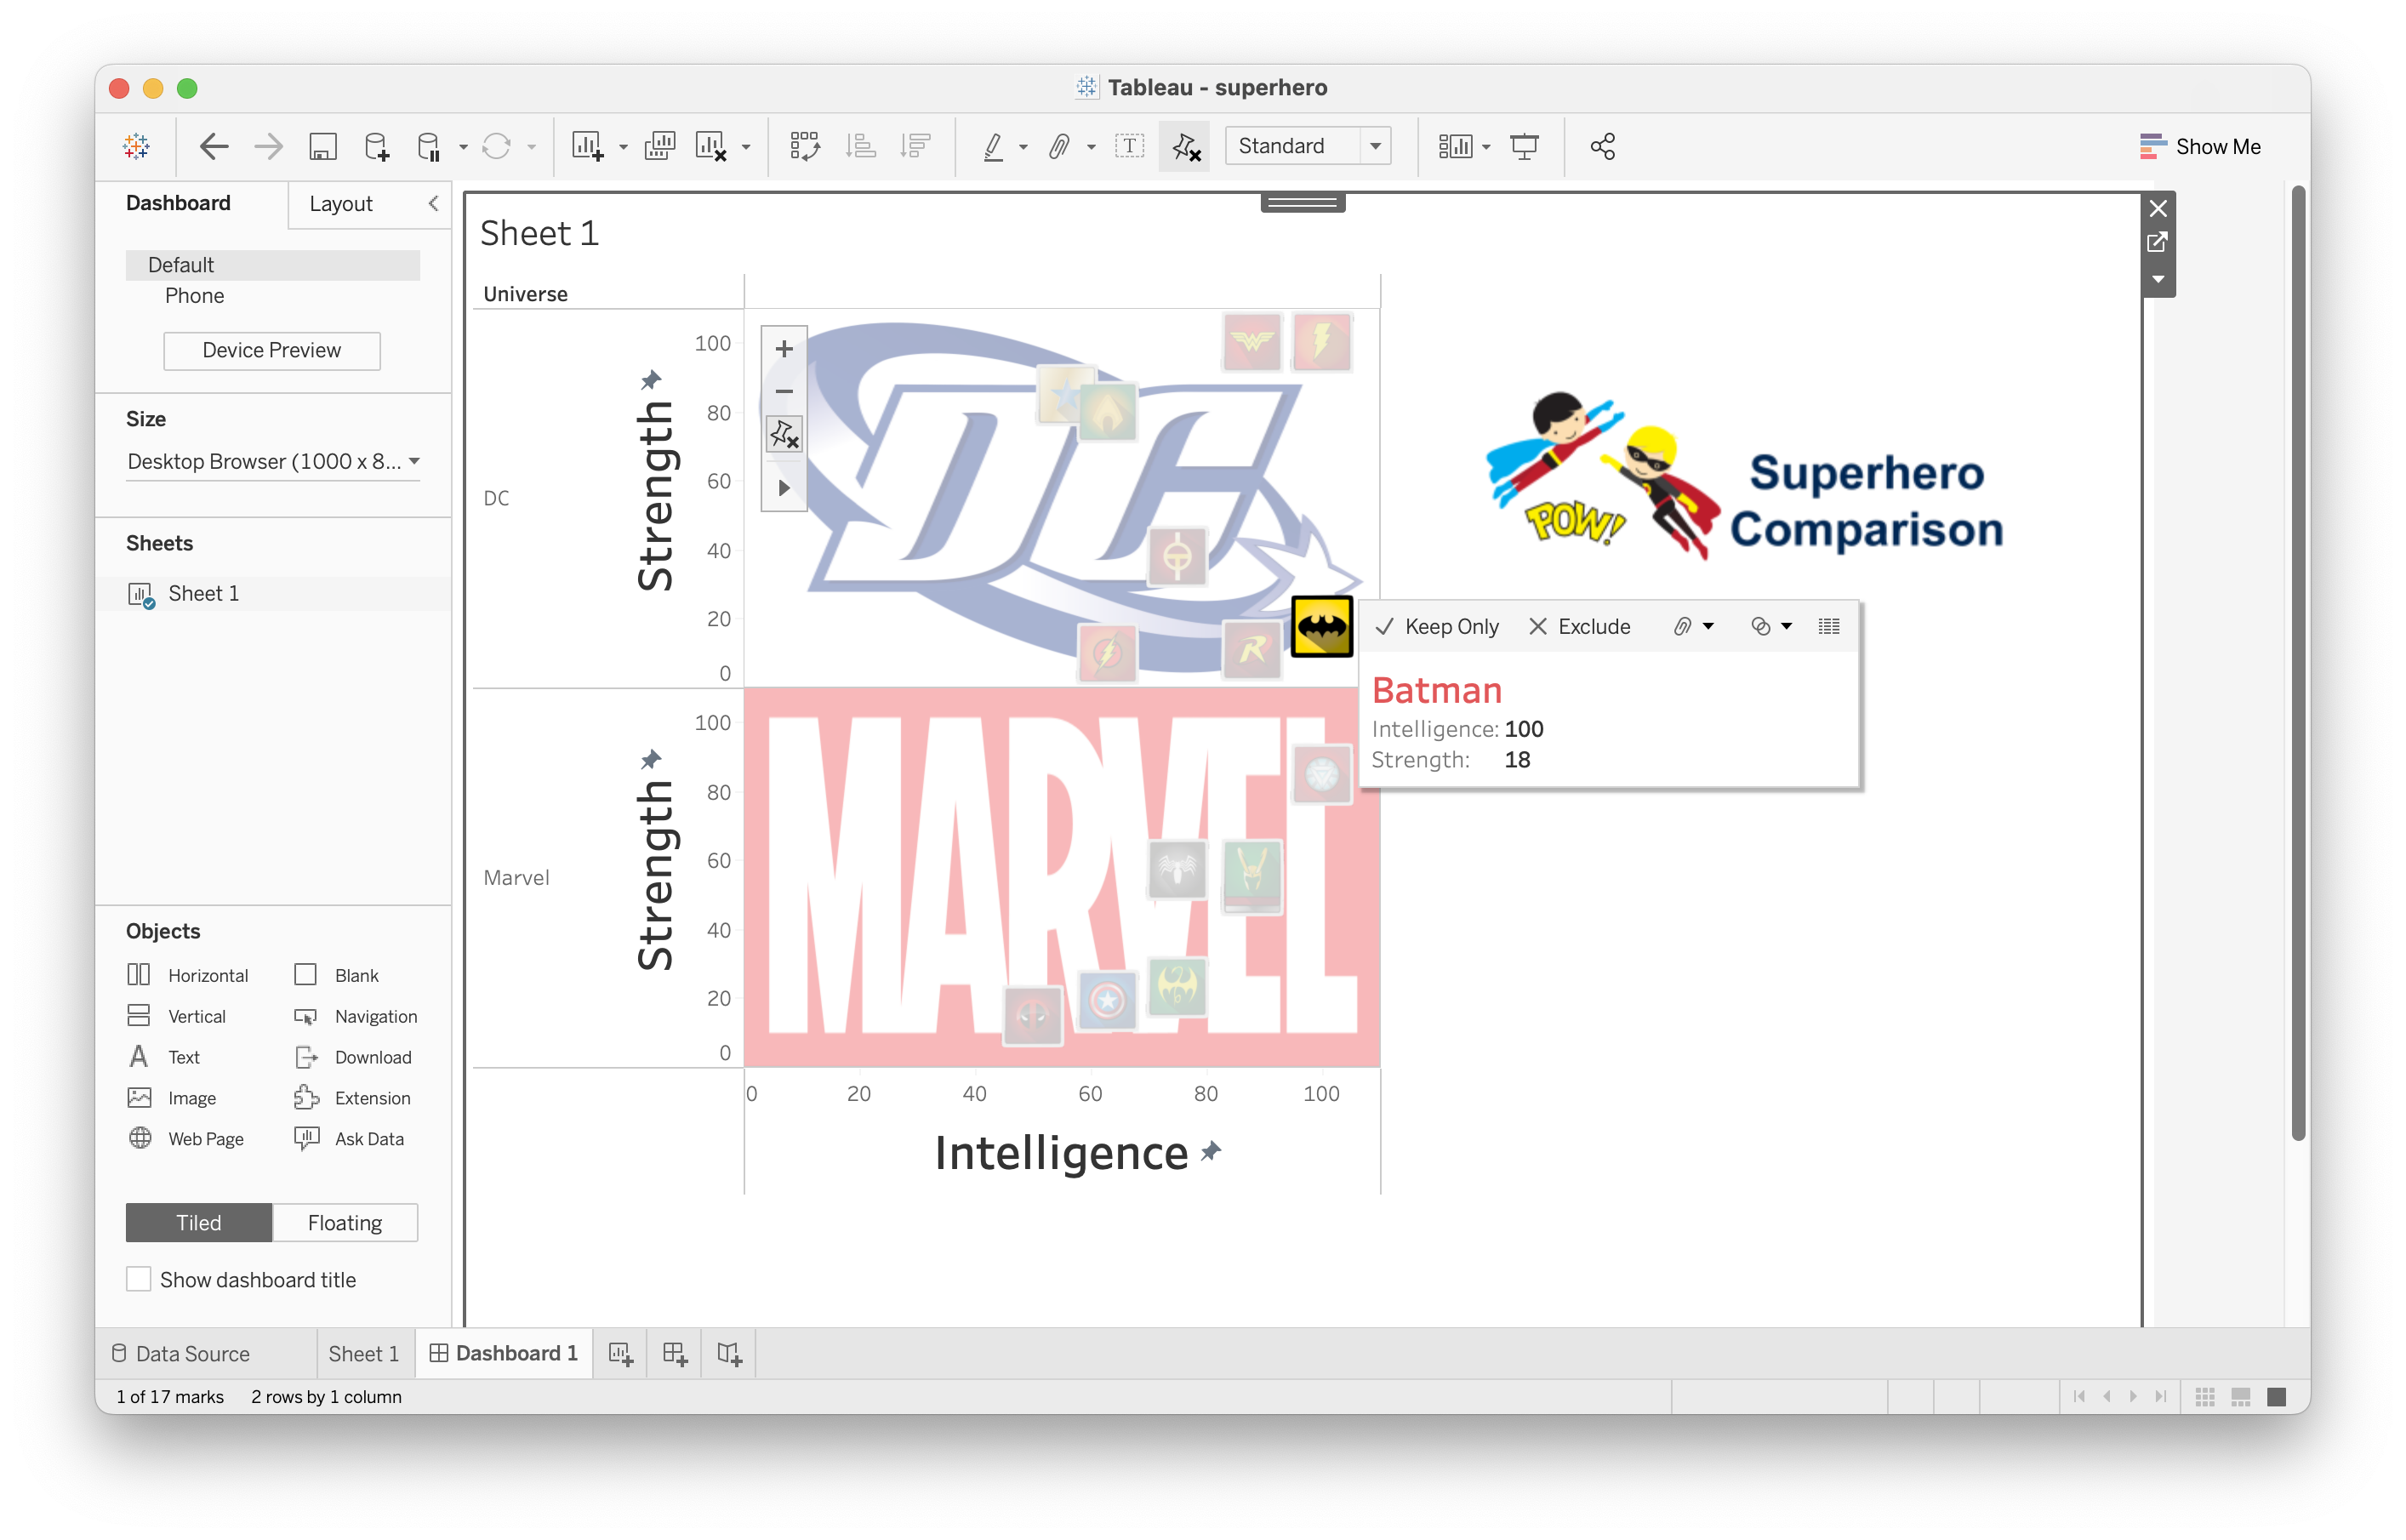 Tableau - superhero
T
Standard
Show Me
Dashboard
Layout
Default
Phone
Device Preview
Size
Desktop Browser (1000 x 8...
Sheets
Sheet 1
Objects
Horizontal
Blank
Vertical
Navigation
Text
Download
Image
Extension
Web Page
Ask Data
Tiled
Floating
Show dashboard title
Sheet 1
Universe
DC
Strength
100
80
60
40
20
0
DC
R
Marvel
Strength
100
80
60
40
20
0
MARVEL
0 20 40 60 80 100
Intelligence
POW!
Superhero
Comparison
Keep Only
Exclude
Batman
Intelligence: 100
Strength: 18
Data Source
Sheet 1
Dashboard 1
1 of 17 marks
2 rows by 1 column